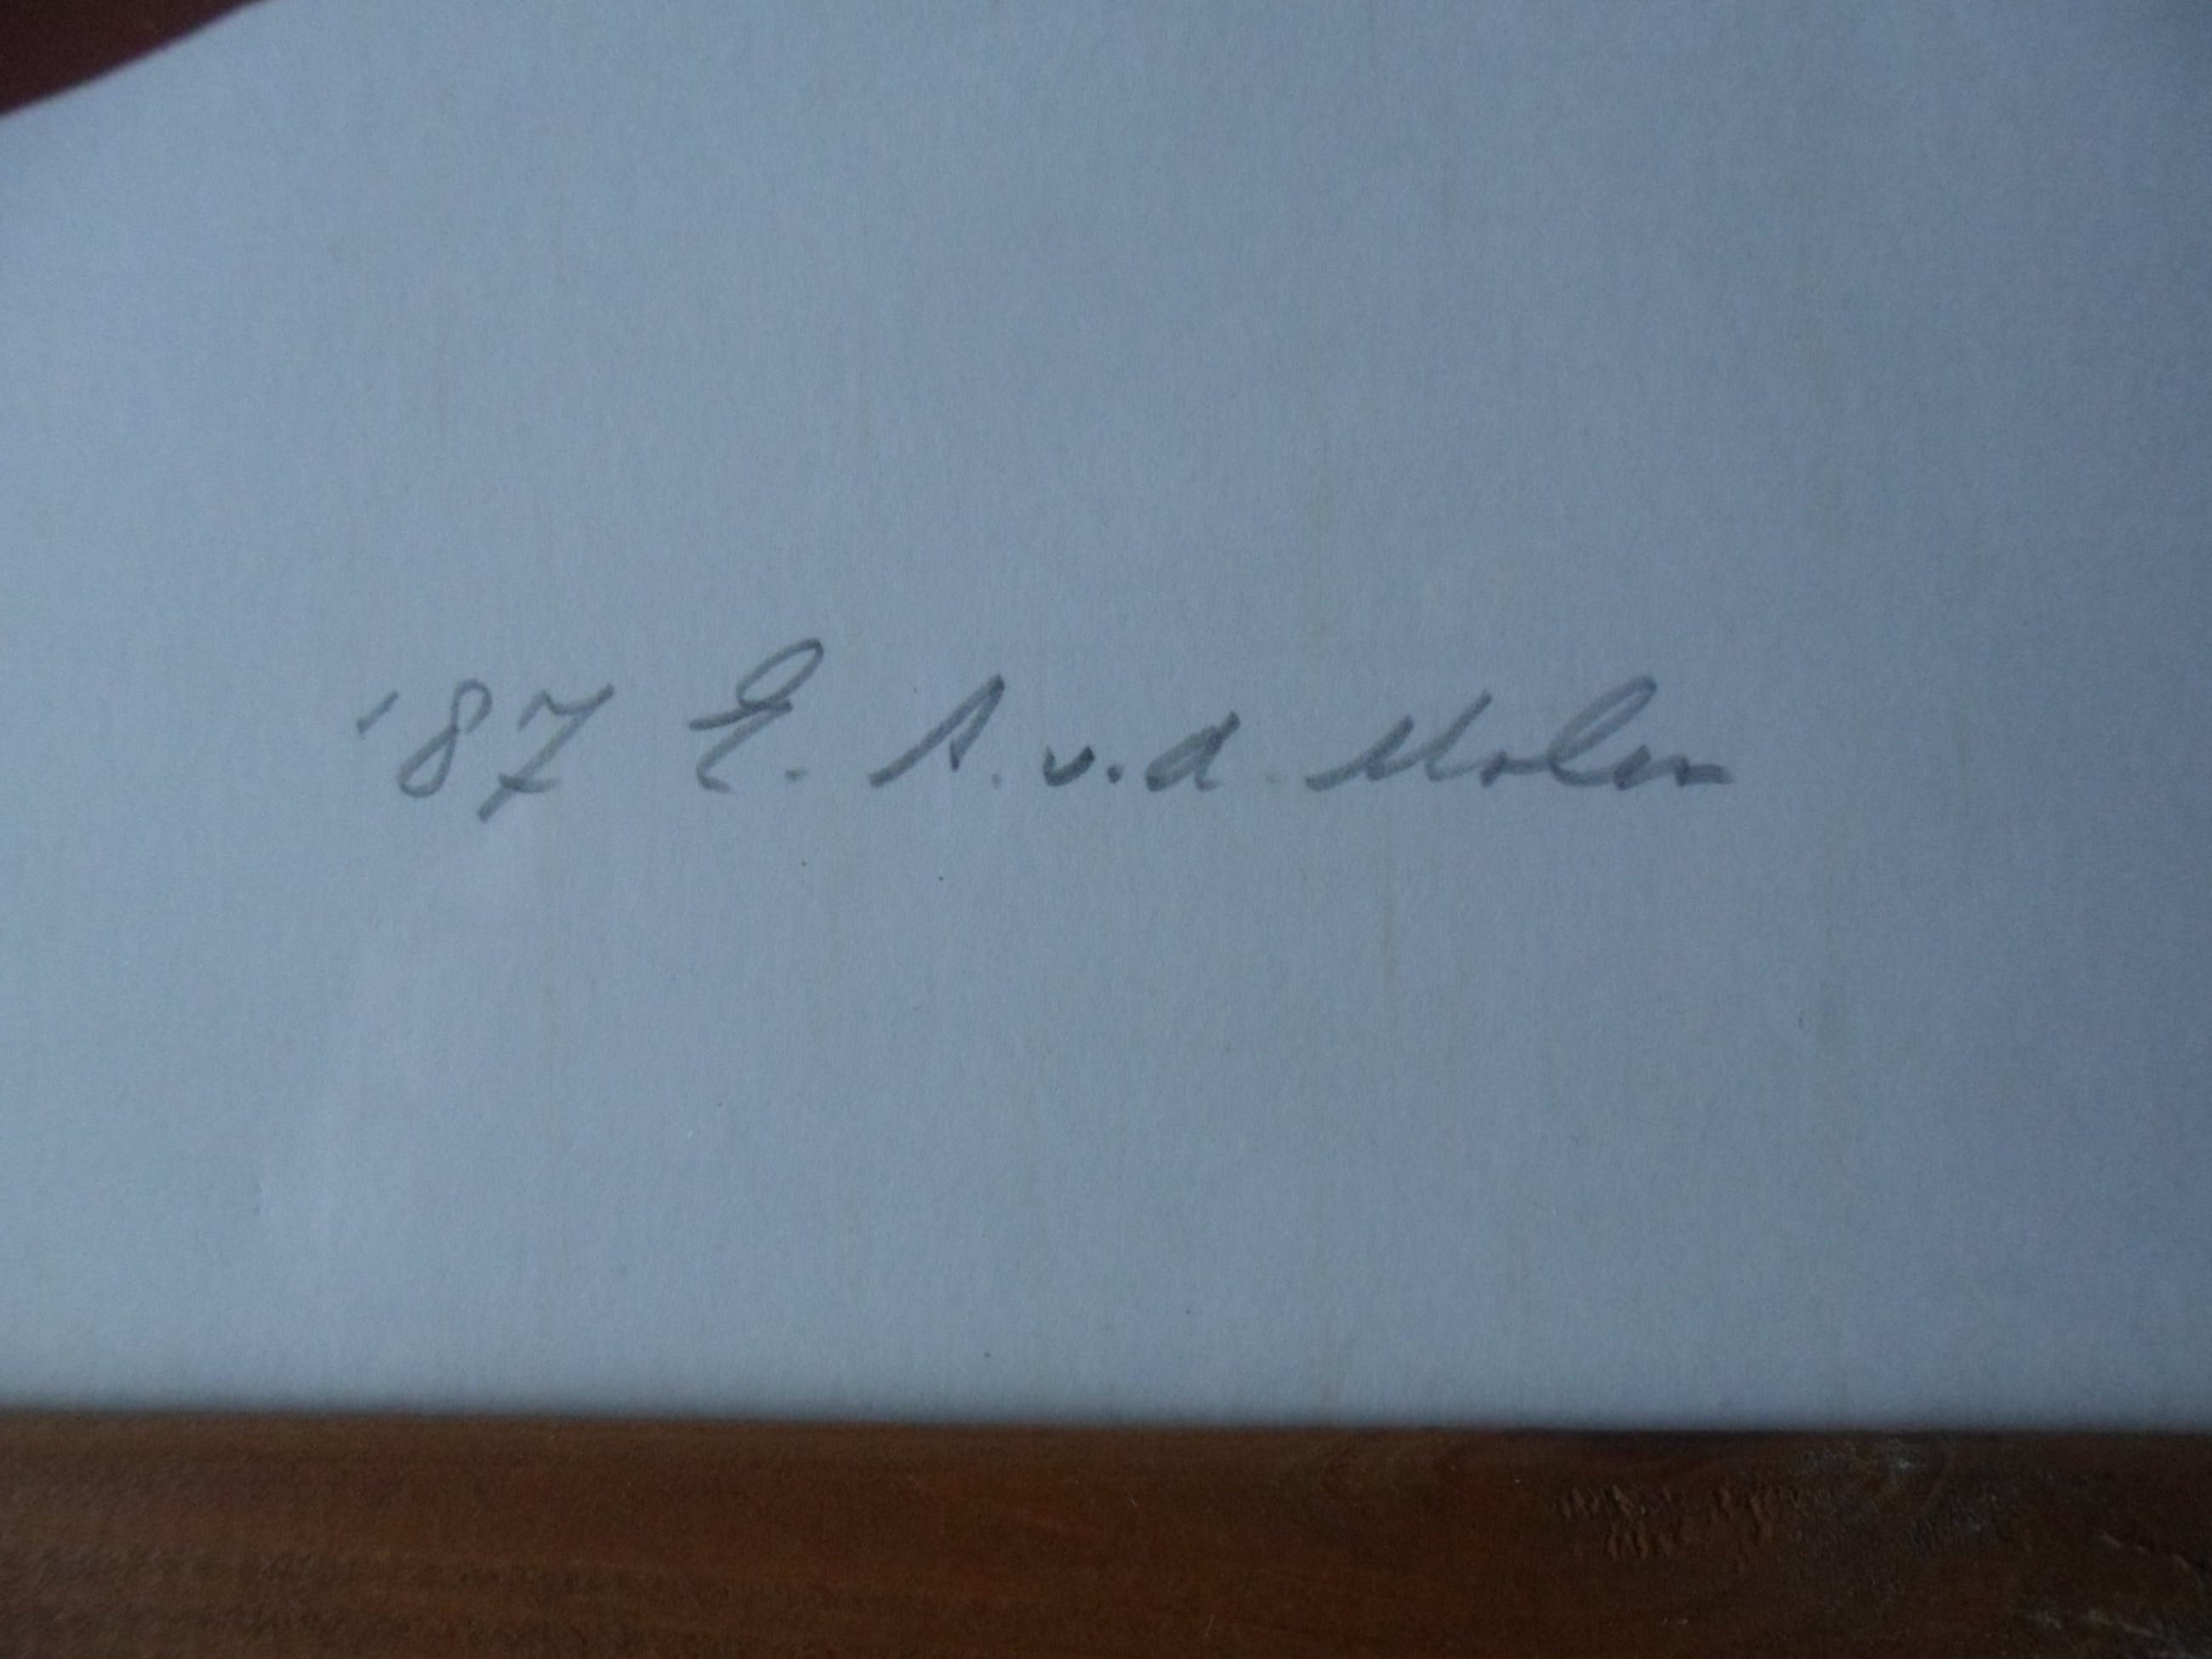 '87 E. A. v. d. Molen